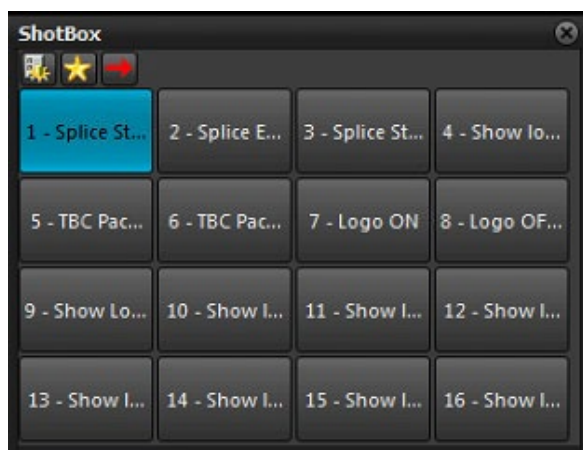 ShotBox
1 - Splice St...
2 - Splice E...
3 - Splice St...
4 - Show lo...
5 - TBC Pac...
6 - TBC Pac...
7 - Logo ON
8 - Logo OF...
9 - Show Lo...
10 - Show I...
11 - Show I...
12 - Show I...
13 - Show I...
14 - Show I...
15 - Show I...
16 - Show I...